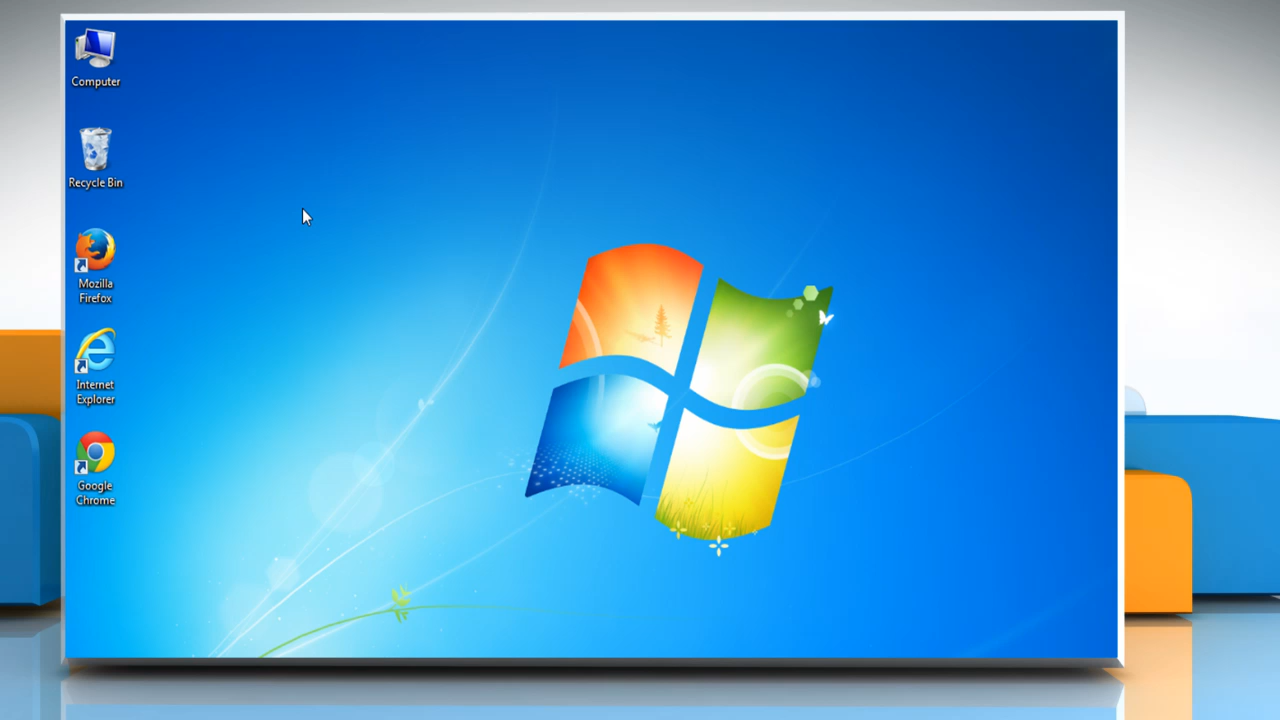 Computer
Recycle Bin
Mozilla
Firefox
Internet
Explorer
Google
Chrome